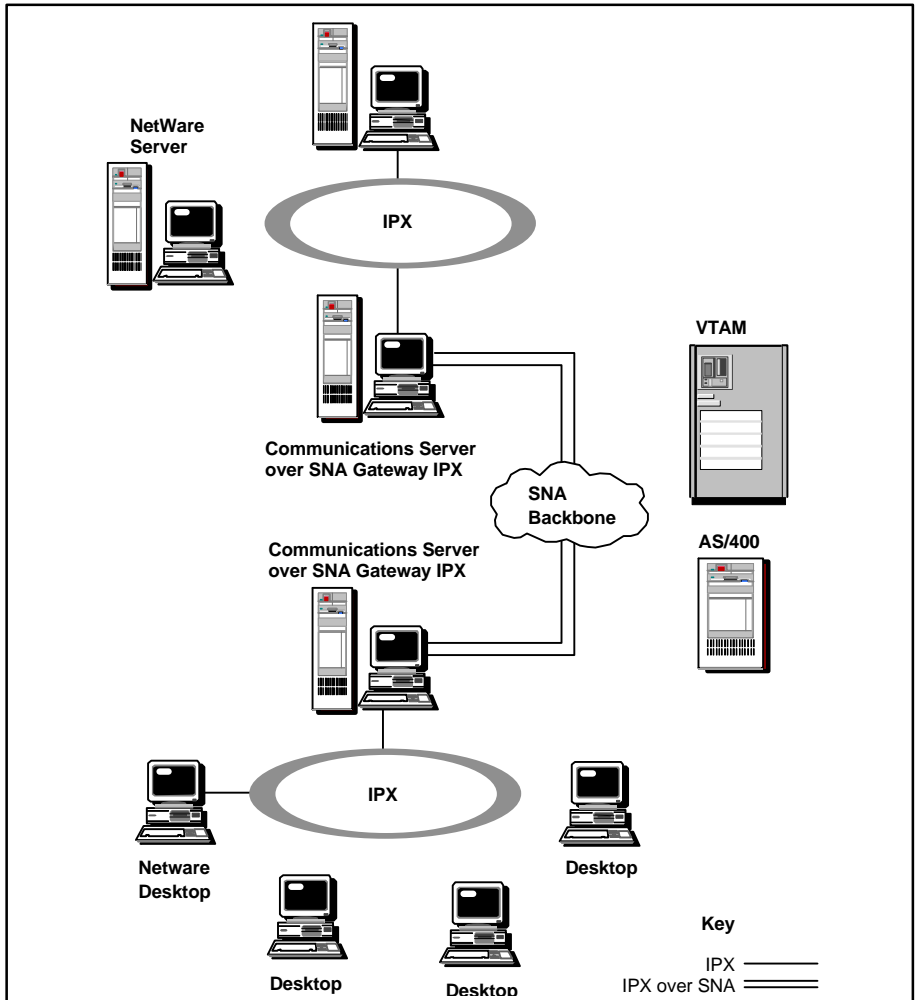 NetWare
Server
IPX
VTAM
Communications Server
over SNA Gateway IPX
SNA
Backbone
Communications Server
over SNA Gateway IPX
AS/400
IPX
Netware
Desktop
Desktop
Desktop
Desktop
Key
IPX
IPX over SNA